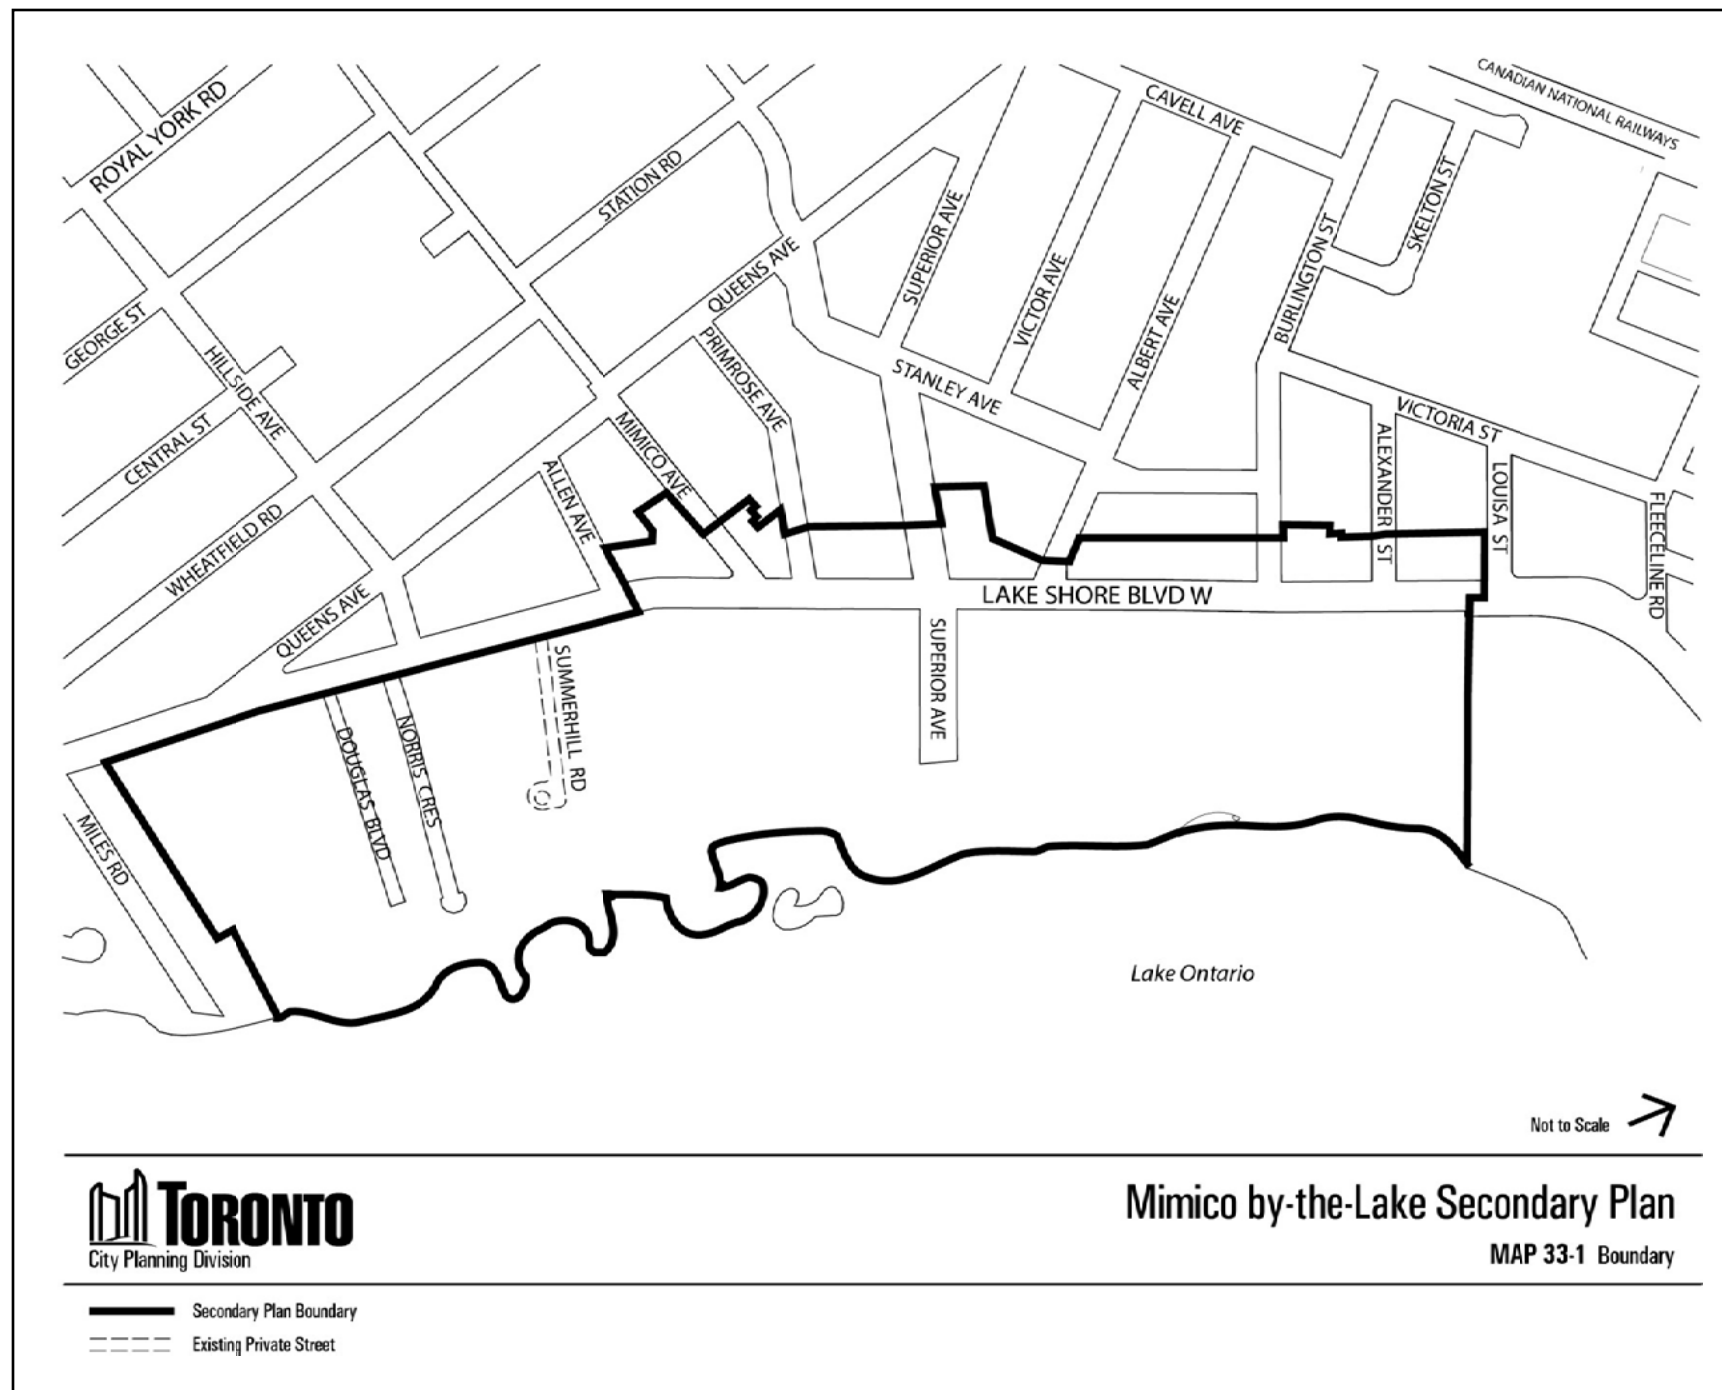 CANADIAN NATIONAL RAILWAYS
CAVELL AVE
ROYAL YORK RD
STATION RD
SKELTON ST
SUPERIOR AVE
BURLINGTON ST
QUEENS AVE
VICTOR AVE
ALBERT AVE
GEORGE ST
HILLSIDE AVE
PRIMROSE AVE
STANLEY AVE
VICTORIA ST
CENTRAL ST
MIMICO AVE
ALEXANDER ST
ALLEN AVE
LOUISA ST
WHEATFIELD RD
FLEECELINE RD
QUEENS AVE
LAKE SHORE BLVD W
SUPERIOR AVE
SUMMERHILL RD
NORRIS CRES
DOUGLAS BLVD
MILES RD
Lake Ontario
Not to Scale
TORONTO
City Planning Division
Mimico by-the-Lake Secondary Plan
MAP 33-1 Boundary
Secondary Plan Boundary
Existing Private Street